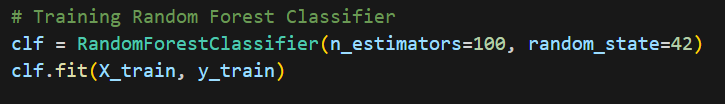 # Training Random Forest Classifier
clf = RandomForestClassifier(n_estimators=100, random_state=42)
clf.fit(X_train, y_train)